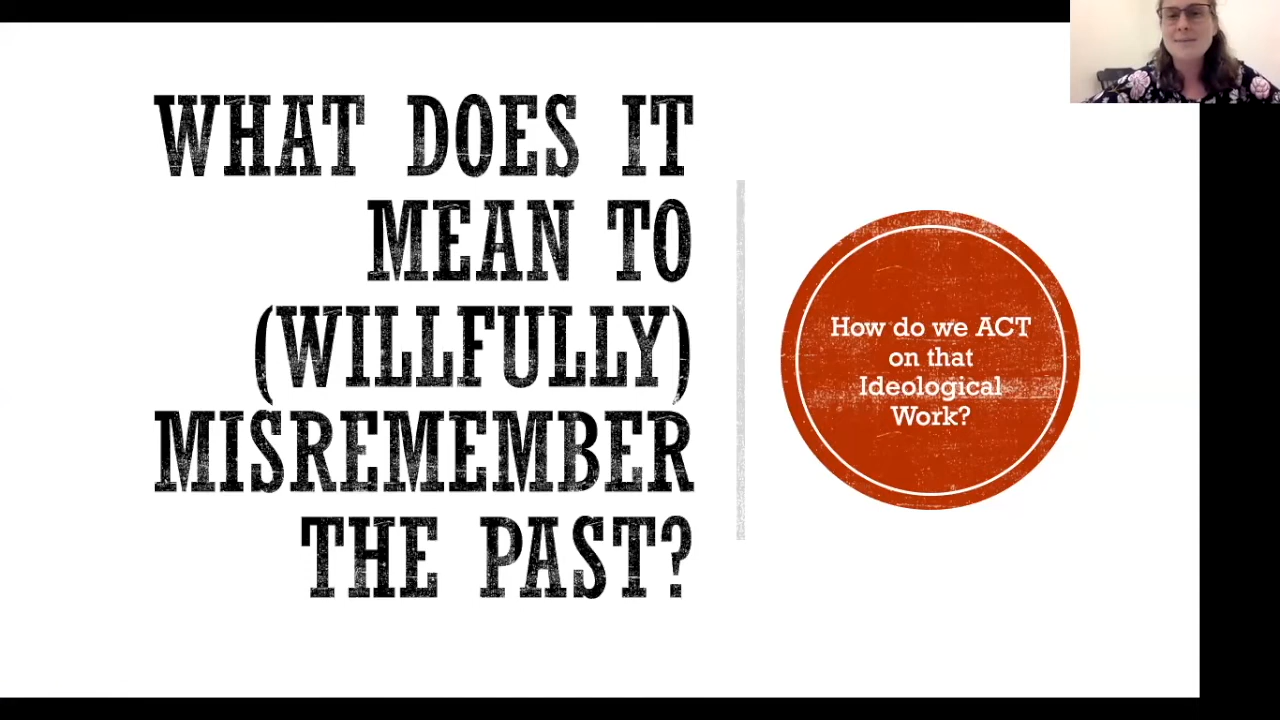 WHAT DOES IT
MEAN TO
(WILLFULLY)
MISREMEMBER
THE PAST?
How do we ACT
on that
Ideological
Work?